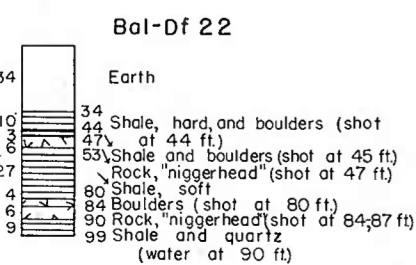 Bal-Df 22
34 Earth
34
10 44 Shale, hard, and boulders (shot
3 47 at 44 ft.)
6 53 Shale and boulders (shot at 45 ft.)
27 Rock, "niggerhead" (shot at 47 ft.)
80 Shale, soft
4 84 Boulders (shot at 80 ft.)
6 90 Rock, "niggerhead" (shot at 84-87 ft.)
9 99 Shale and quartz
(water at 90 ft.)